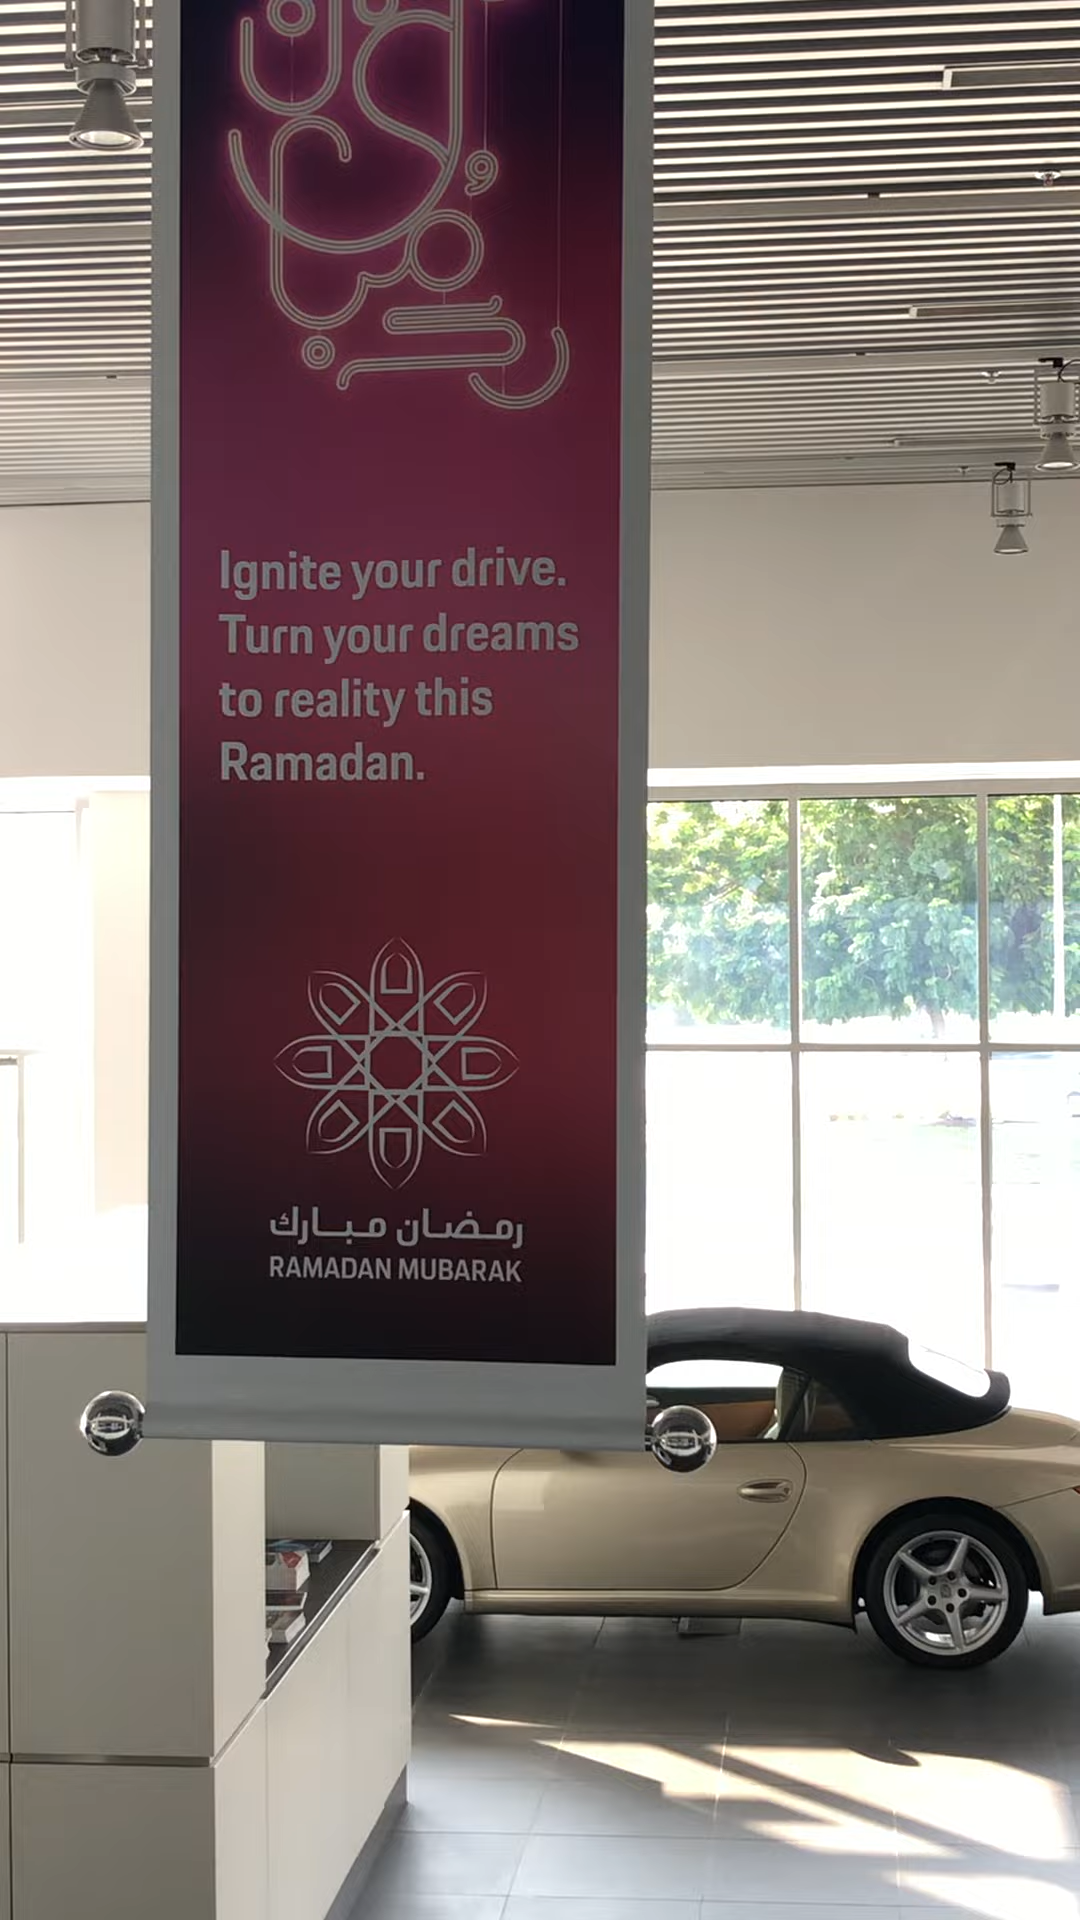 Ignite your drive.
Turn your dreams
to reality this
Ramadan.
رمضان مبارك
RAMADAN MUBARAK